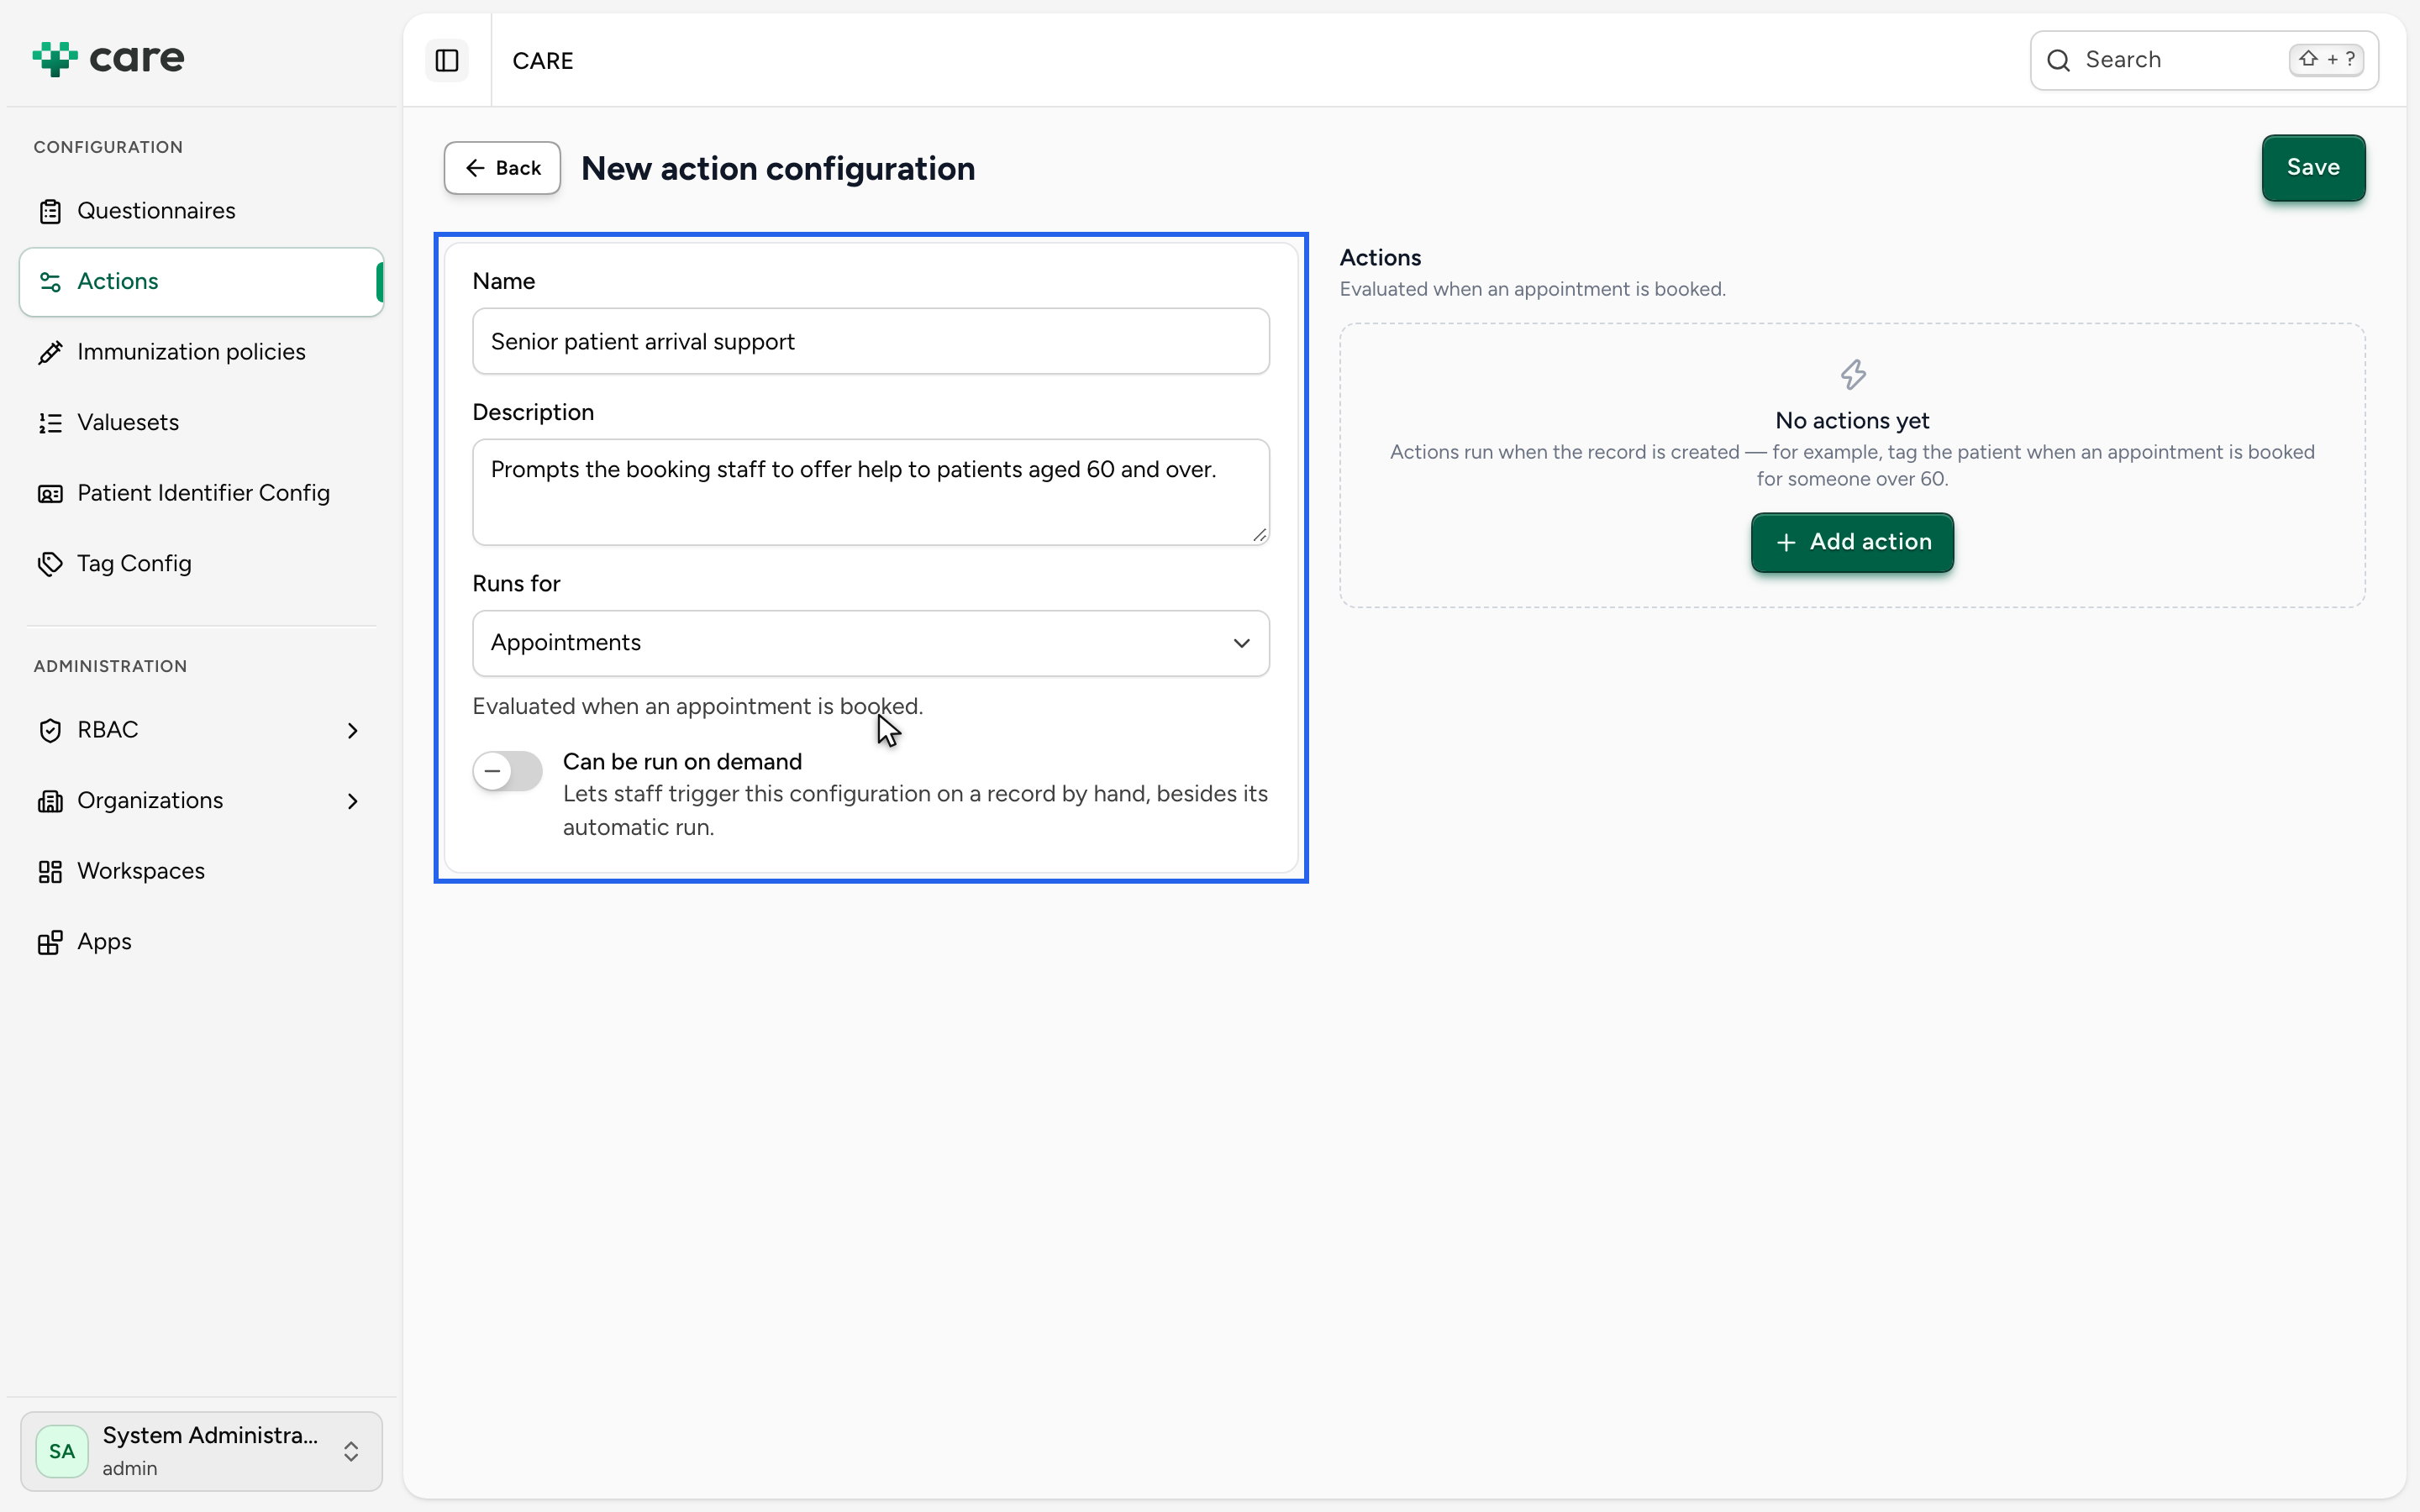 care
CONFIGURATION
Questionnaires
Actions
Immunization policies
Valuesets
Patient Identifier Config
Tag Config
ADMINISTRATION
RBAC
Organizations
Workspaces
Apps
SA
System Administra...
admin
CARE
Search
+ ?
Back
New action configuration
Save
Name
Senior patient arrival support
Description
Prompts the booking staff to offer help to patients aged 60 and over.
Runs for
Appointments
Evaluated when an appointment is booked.
Can be run on demand
Lets staff trigger this configuration on a record by hand, besides its
automatic run.
Actions
Evaluated when an appointment is booked.
No actions yet
Actions run when the record is created — for example, tag the patient when an appointment is booked
for someone over 60.
Add action